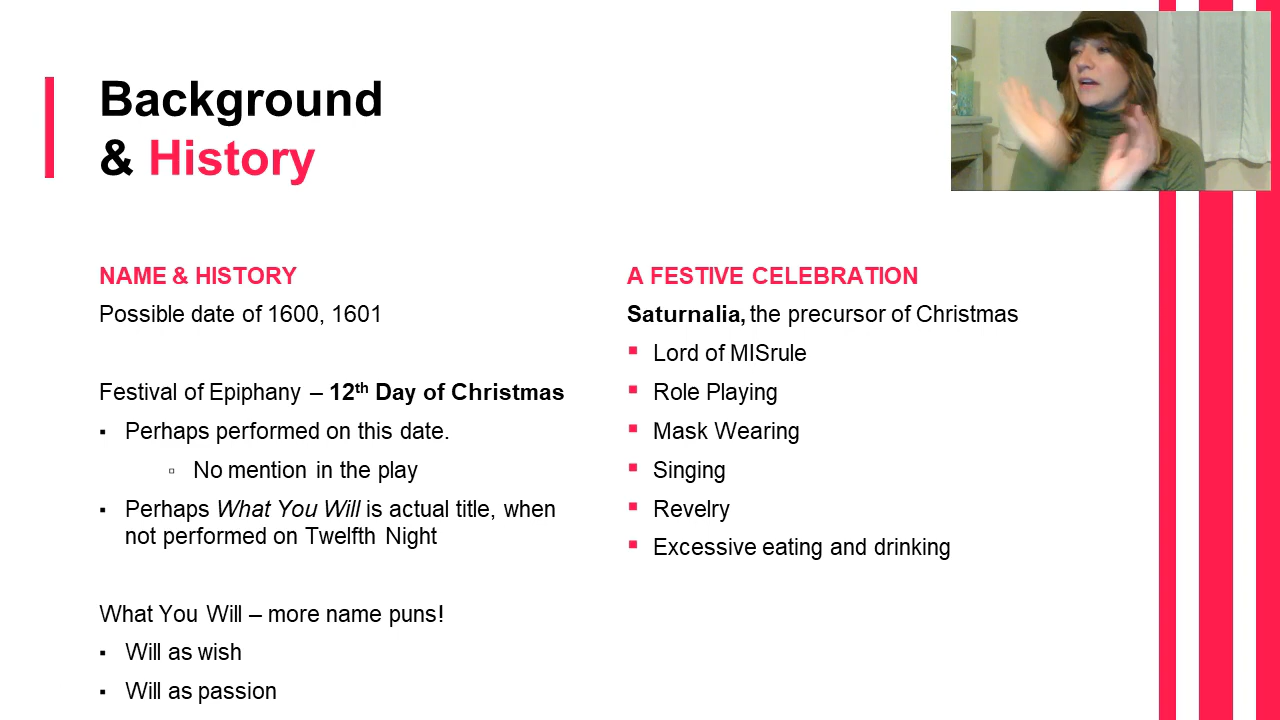 Background
& History
NAME & HISTORY
Possible date of 1600, 1601
Festival of Epiphany – 12th Day of Christmas
▪ Perhaps performed on this date.
▫ No mention in the play
▪ Perhaps What You Will is actual title, when
not performed on Twelfth Night
What You Will – more name puns!
▪ Will as wish
▪ Will as passion
A FESTIVE CELEBRATION
Saturnalia, the precursor of Christmas
▪ Lord of MISrule
▪ Role Playing
▪ Mask Wearing
▪ Singing
▪ Revelry
▪ Excessive eating and drinking